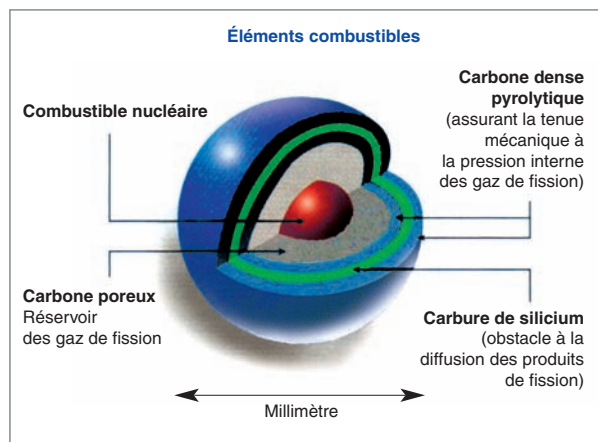 Éléments combustibles
Combustible nucléaire
Carbone poreux
Réservoir
des gaz de fission
Carbone dense
pyrolytique
(assurant la tenue
mécanique à
la pression interne
des gaz de fission)
Carbure de silicium
(obstacle à la
diffusion des produits
de fission)
Millimètre